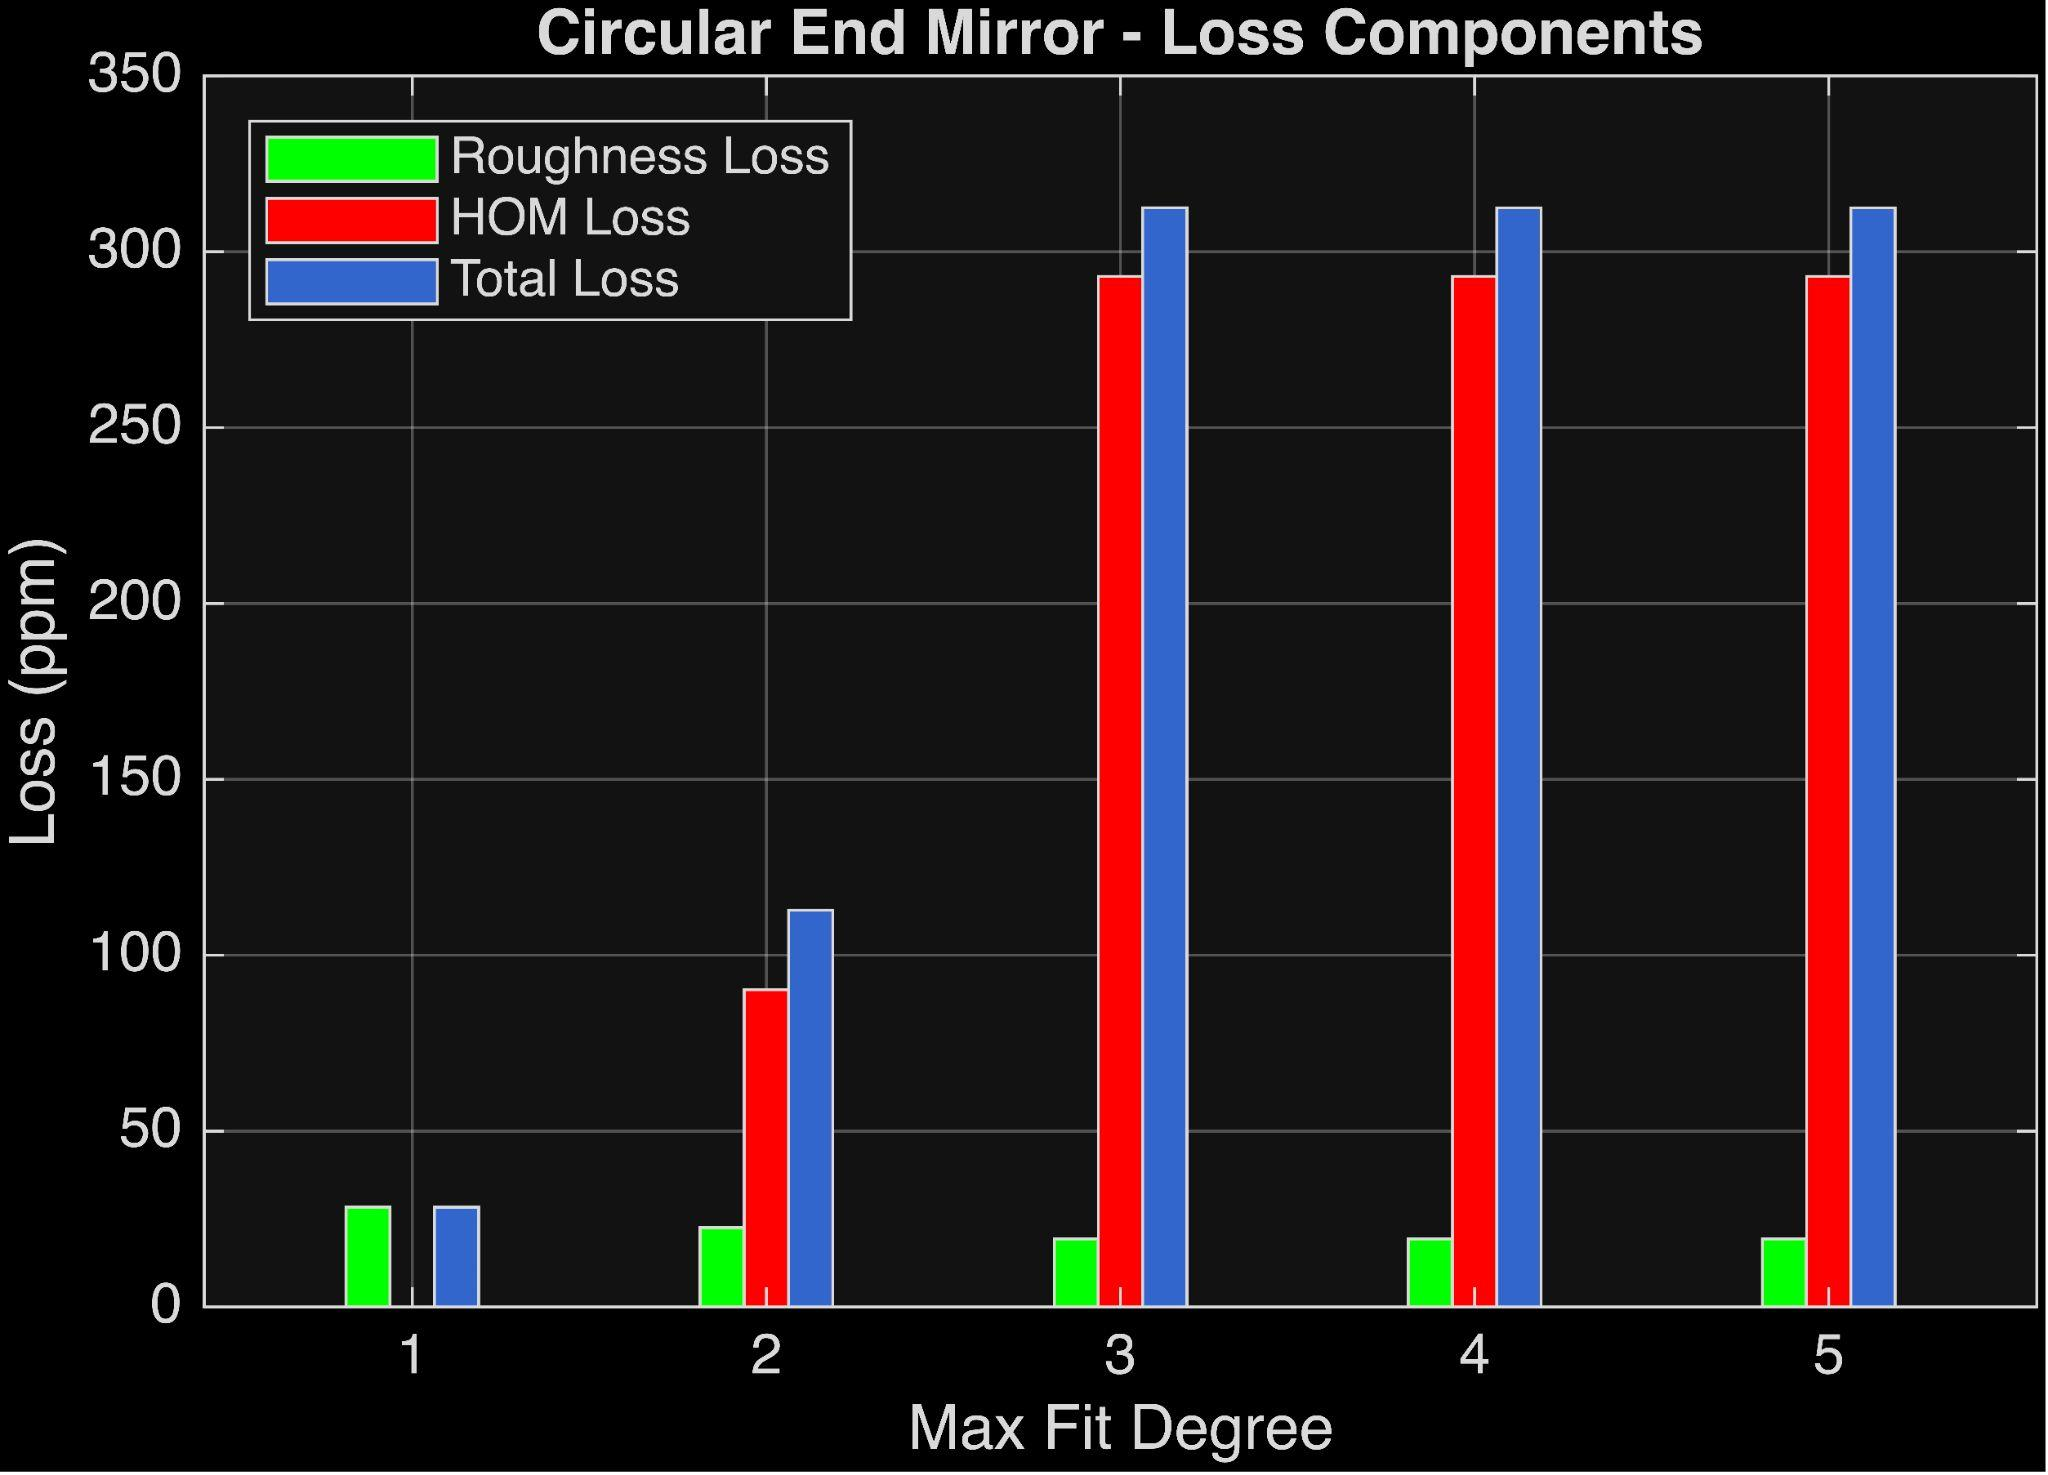 Circular End Mirror - Loss Components
350
300
250
200
150
100
50
0
Loss (ppm)
Roughness Loss
HOM Loss
Total Loss
1 2 3 4 5
Max Fit Degree